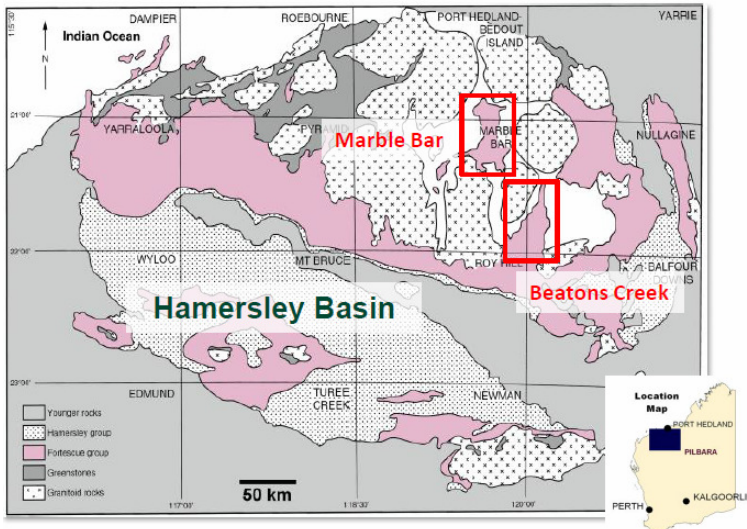 DAMPIER
ROEBOURNE
PORT HEDLAND-
BEDOUT
ISLAND
YARRIE
Indian Ocean
N
21°00'
YARRALOOLA
PYRAMID
Marble Bar
MARBLE
BAR
NULLAGINE
22°00'
WYLOO
MT BRUCE
ROY HILL
BALFOUR
DOWNS
Beatons Creek
Hamersley Basin
23°00'
EDMUND
TUREE
CREEK
NEWMAN
Younger rocks
Hamersley group
Fortescue group
Greenstones
Granitoid rocks
50 km
117°00'
118°30'
120°00'
Location
Map
PORT HEDLAND
PILBARA
KALGOORLI
PERTH